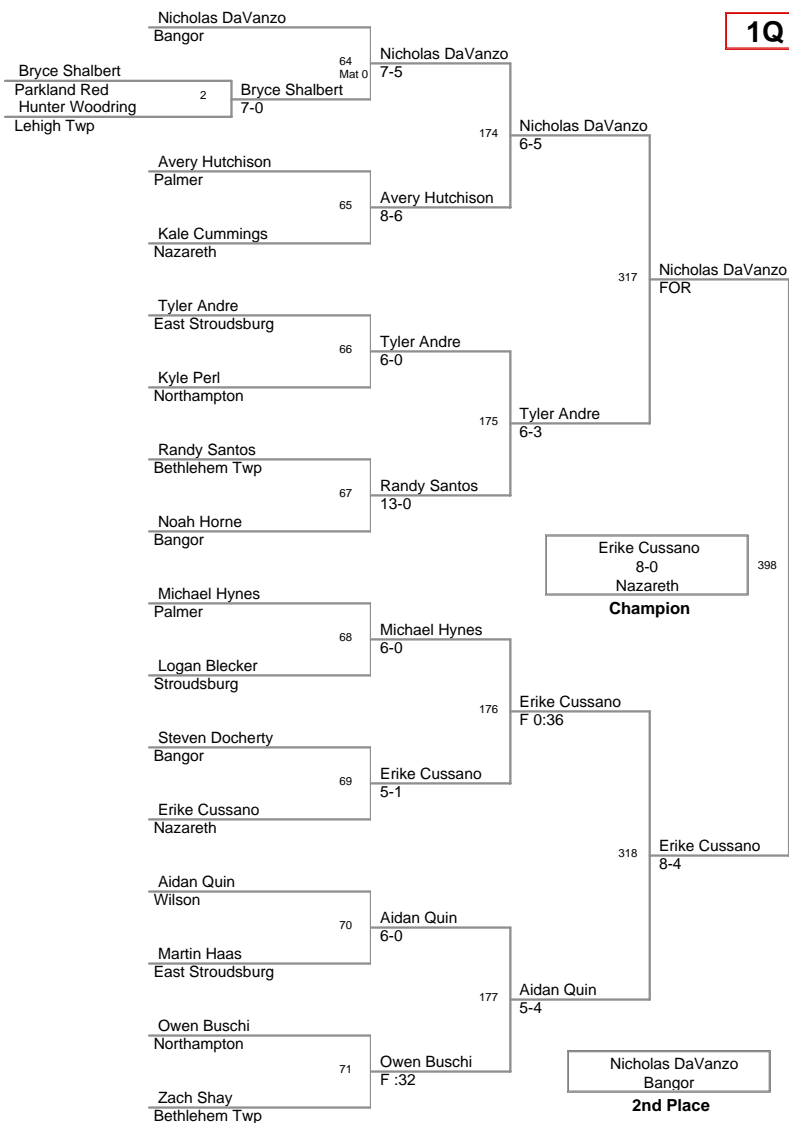 Nicholas DaVanzo
Bangor
1Q
64
Mat 0
Nicholas DaVanzo
7-5
Bryce Shalbert
Parkland Red
2
Bryce Shalbert
7-0
Hunter Woodring
Lehigh Twp
174
Nicholas DaVanzo
6-5
Avery Hutchison
Palmer
65
Avery Hutchison
8-6
Kale Cummings
Nazareth
317
Nicholas DaVanzo
FOR
Tyler Andre
East Stroudsburg
66
Tyler Andre
6-0
Kyle Perl
Northampton
175
Tyler Andre
6-3
Randy Santos
Bethlehem Twp
67
Randy Santos
13-0
Noah Horne
Bangor
Erike Cussano
8-0
Nazareth
398
Champion
Michael Hynes
Palmer
68
Michael Hynes
6-0
Logan Blecker
Stroudsburg
176
Erike Cussano
F 0:36
Steven Docherty
Bangor
69
Erike Cussano
5-1
Erike Cussano
Nazareth
318
Erike Cussano
8-4
Aidan Quin
Wilson
70
Aidan Quin
6-0
Martin Haas
East Stroudsburg
177
Aidan Quin
5-4
Owen Buschi
Northampton
71
Owen Buschi
F :32
Zach Shay
Bethlehem Twp
Nicholas DaVanzo
Bangor
2nd Place